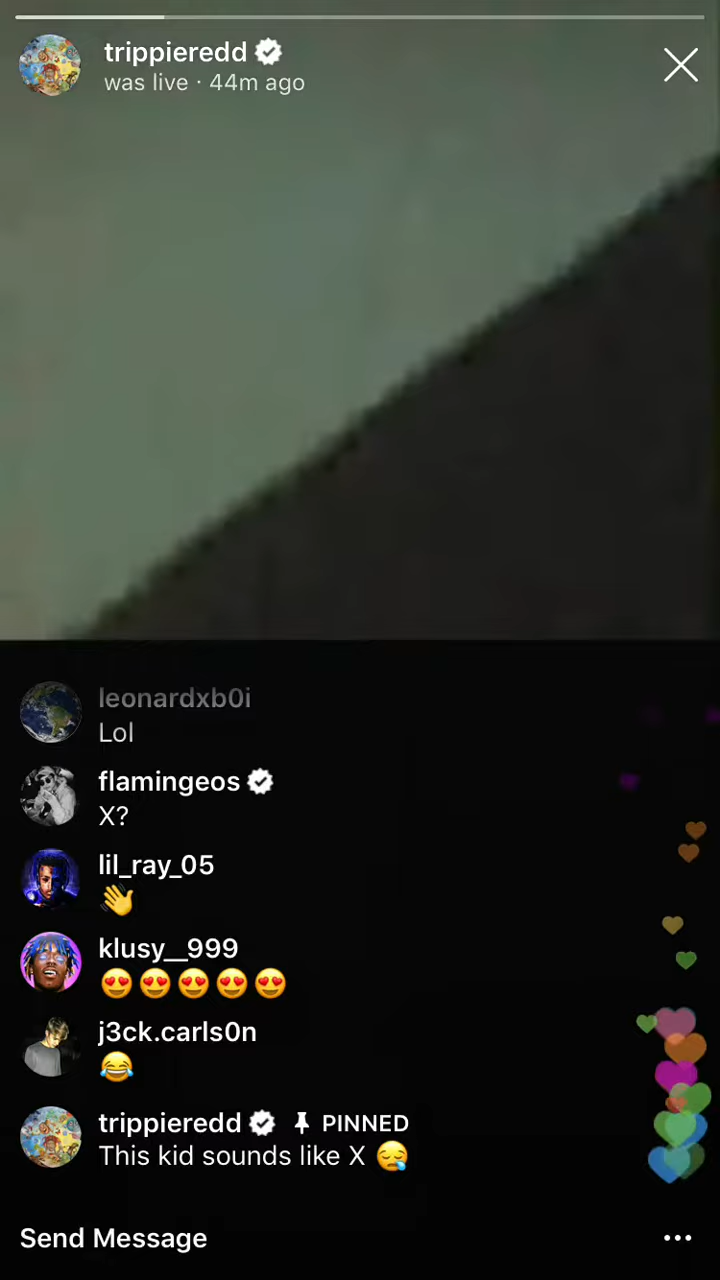 trippieredd
was live · 44m ago
leonardxb0i
Lol
flamingeos
X?
lil_ray_05
👋
klusy__999
😍😍😍😍😍
j3ck.carls0n
😂
trippieredd PINNED
This kid sounds like X 😪
Send Message